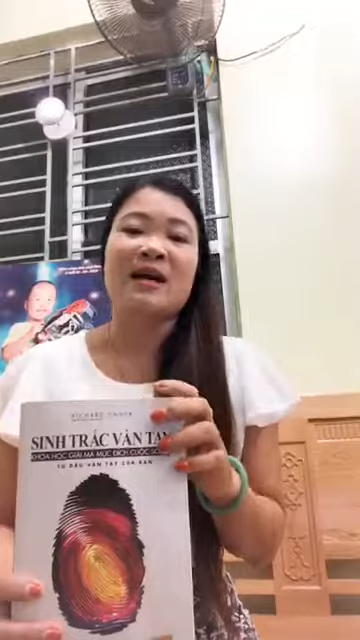 RICHARD UNGER
SINH TRẮC VÂN TA
KHOA HỌC GIẢI MÃ MỤC ĐÍCH CUỘC SỐ
TỪ DẤU VÂN TAY CỦA BẠN